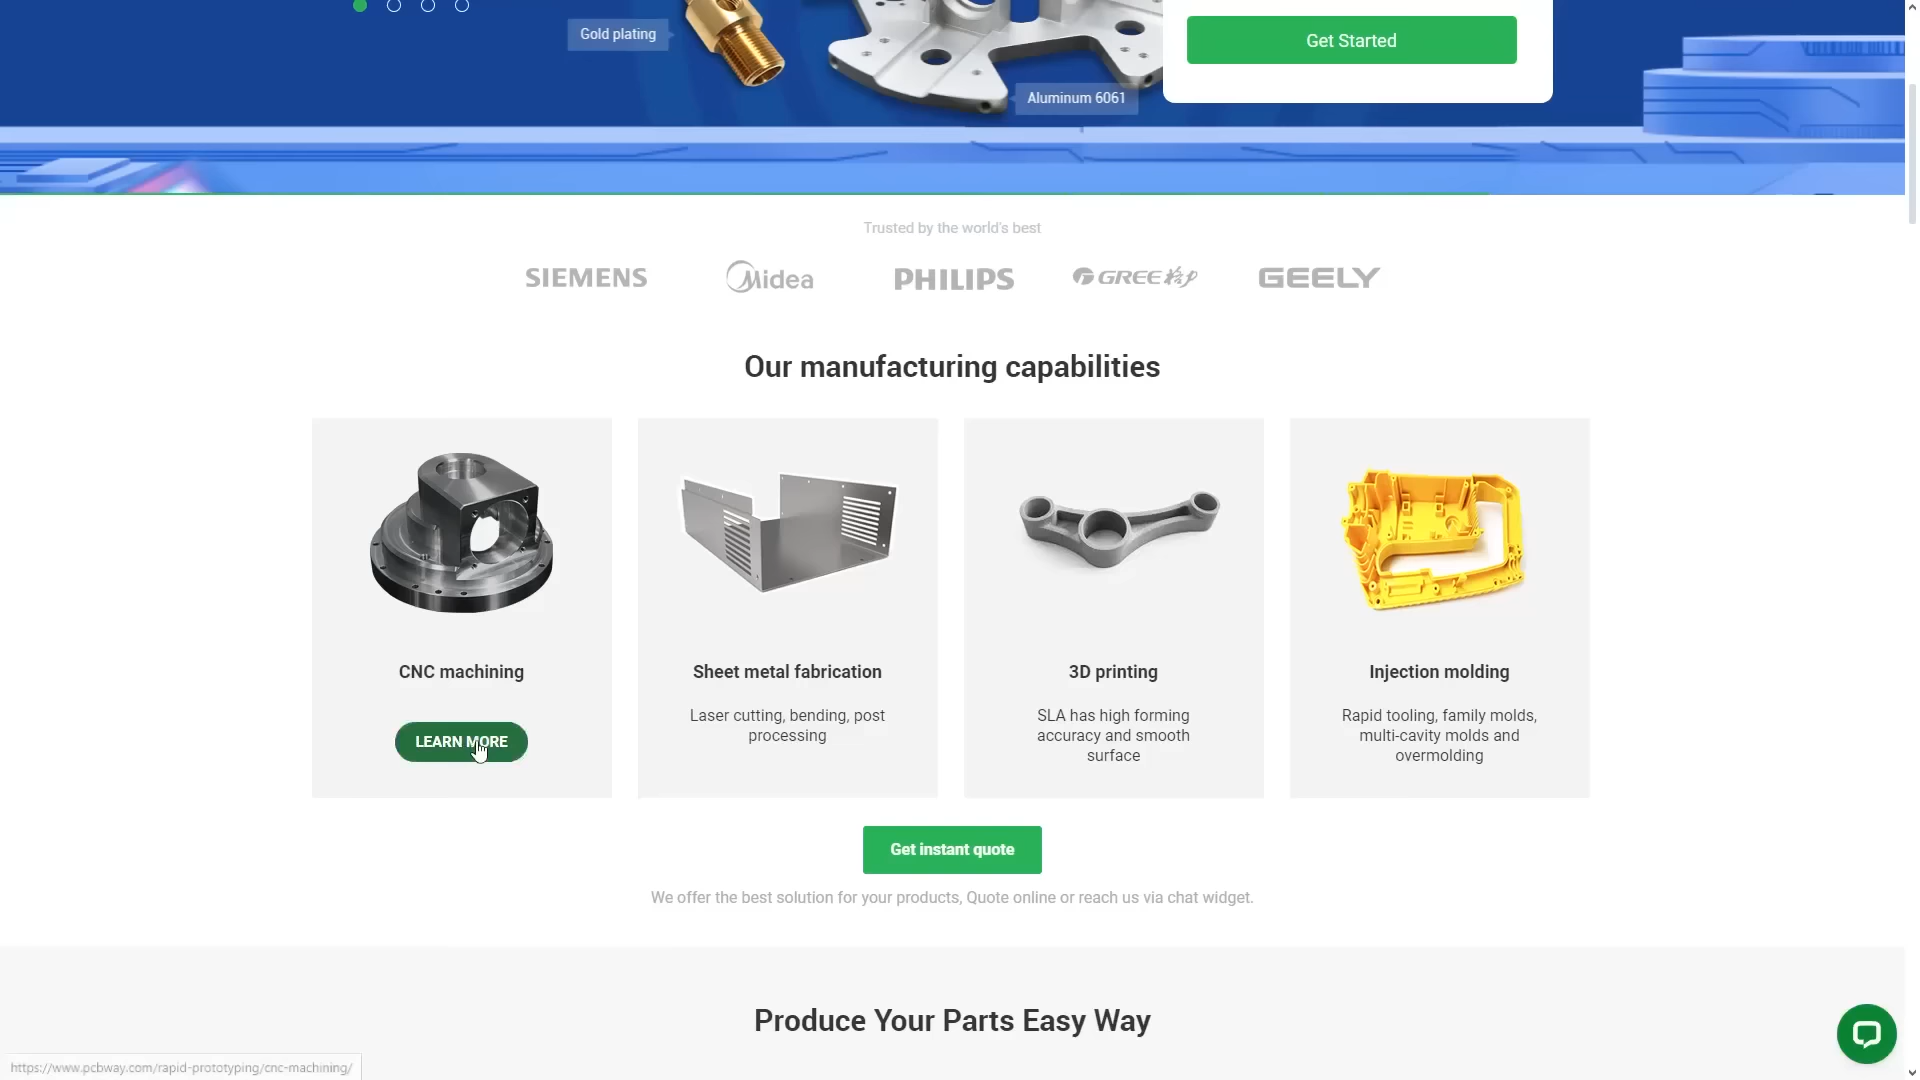 Gold plating
Get Started
Aluminum 6061
Trusted by the world's best
SIEMENS
Midea
PHILIPS
GREE 格力
GEELY
Our manufacturing capabilities
CNC machining
LEARN MORE
Sheet metal fabrication
Laser cutting, bending, post
processing
3D printing
SLA has high forming
accuracy and smooth
surface
Injection molding
Rapid tooling, family molds,
multi-cavity molds and
overmolding
Get instant quote
We offer the best solution for your products, Quote online or reach us via chat widget.
Produce Your Parts Easy Way
https://www.pcbway.com/rapid-prototyping/cnc-machining/